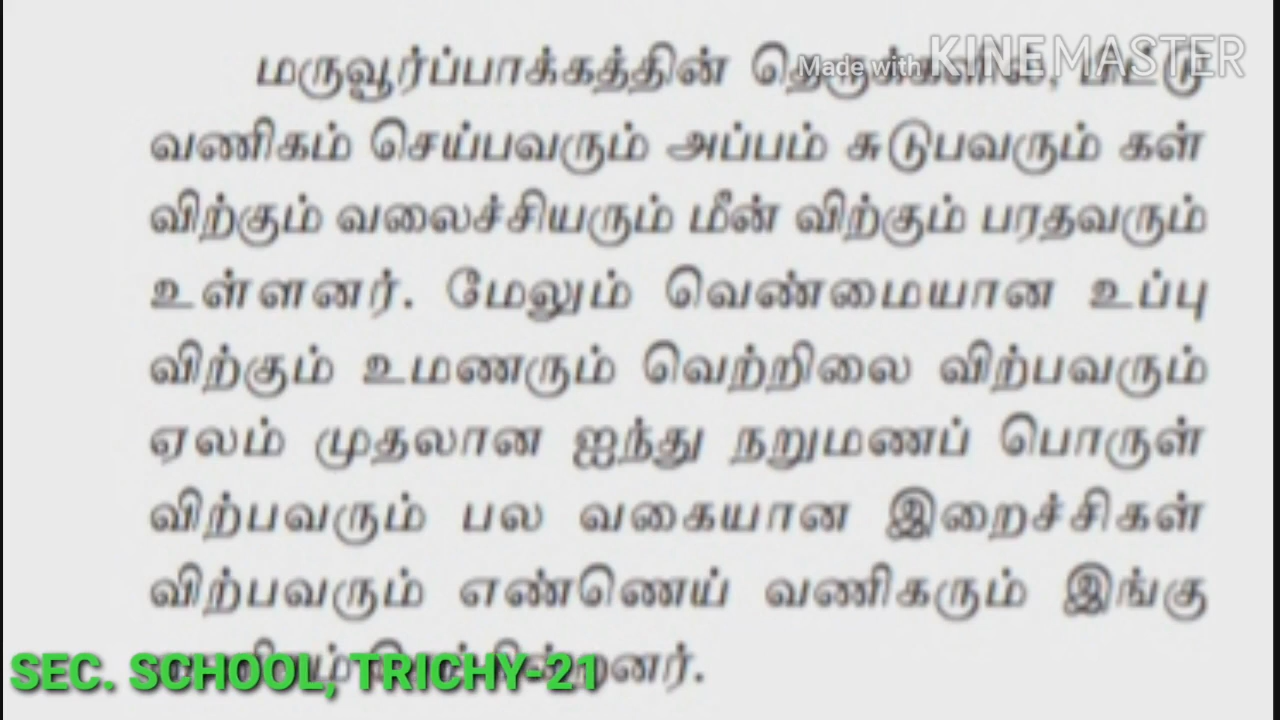 மருவூர்ப்பாக்கத்தின் தெருக்களில், பிட்டு
Made with KINEMASTER
வணிகம் செய்பவரும் அப்பம் சுடுபவரும் கள்
விற்கும் வலைச்சியரும் மீன் விற்கும் பரதவரும்
உள்ளனர். மேலும் வெண்மையான உப்பு
விற்கும் உமணரும் வெற்றிலை விற்பவரும்
ஏலம் முதலான ஐந்து நறுமணப் பொருள்
விற்பவரும் பல வகையான இறைச்சிகள்
விற்பவரும் எண்ணெய் வணிகரும் இங்கு
SEC. SCHOOL, TRICHY-21